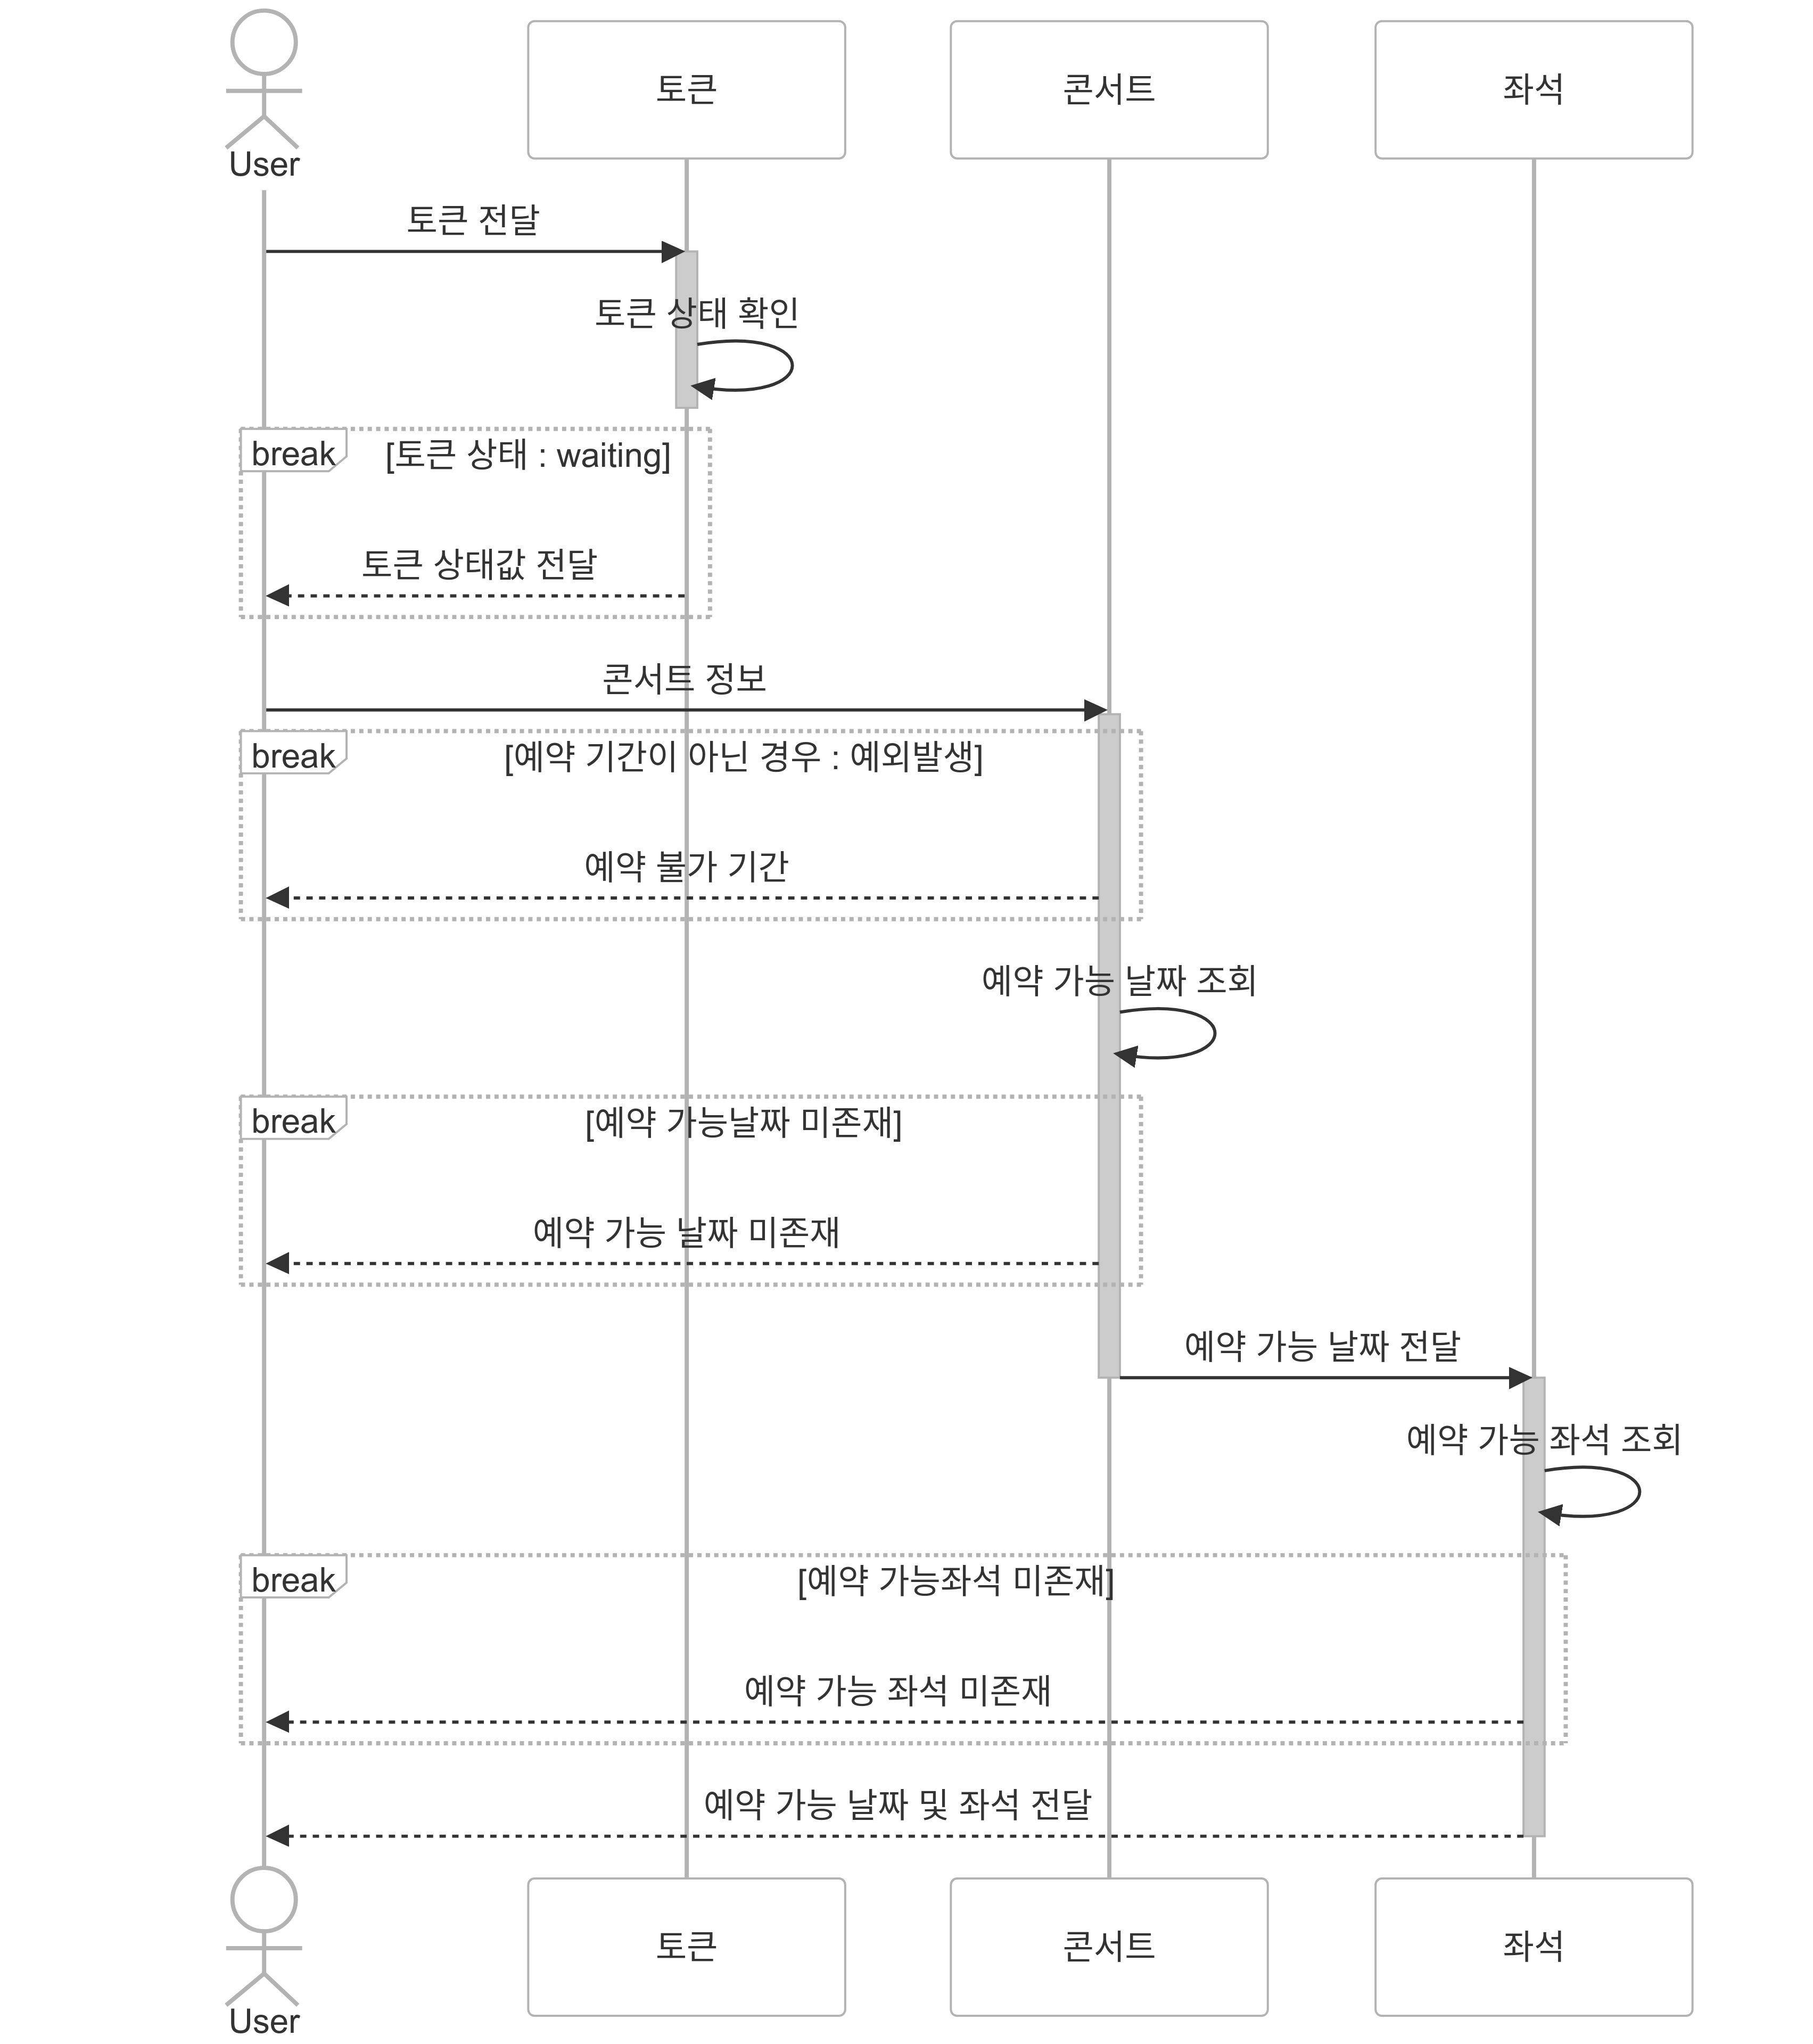 User
토큰
콘서트
좌석
토큰 전달
토큰 상태 확인
break
[토큰 상태 : waiting]
토큰 상태값 전달
콘서트 정보
break
[예약 기간이 아닌 경우 : 예외발생]
예약 불가 기간
예약 가능 날짜 조회
break
[예약 가능날짜 미존재]
예약 가능 날짜 미존재
예약 가능 날짜 전달
예약 가능 좌석 조회
break
[예약 가능좌석 미존재]
예약 가능 좌석 미존재
예약 가능 날짜 및 좌석 전달
User
토큰
콘서트
좌석